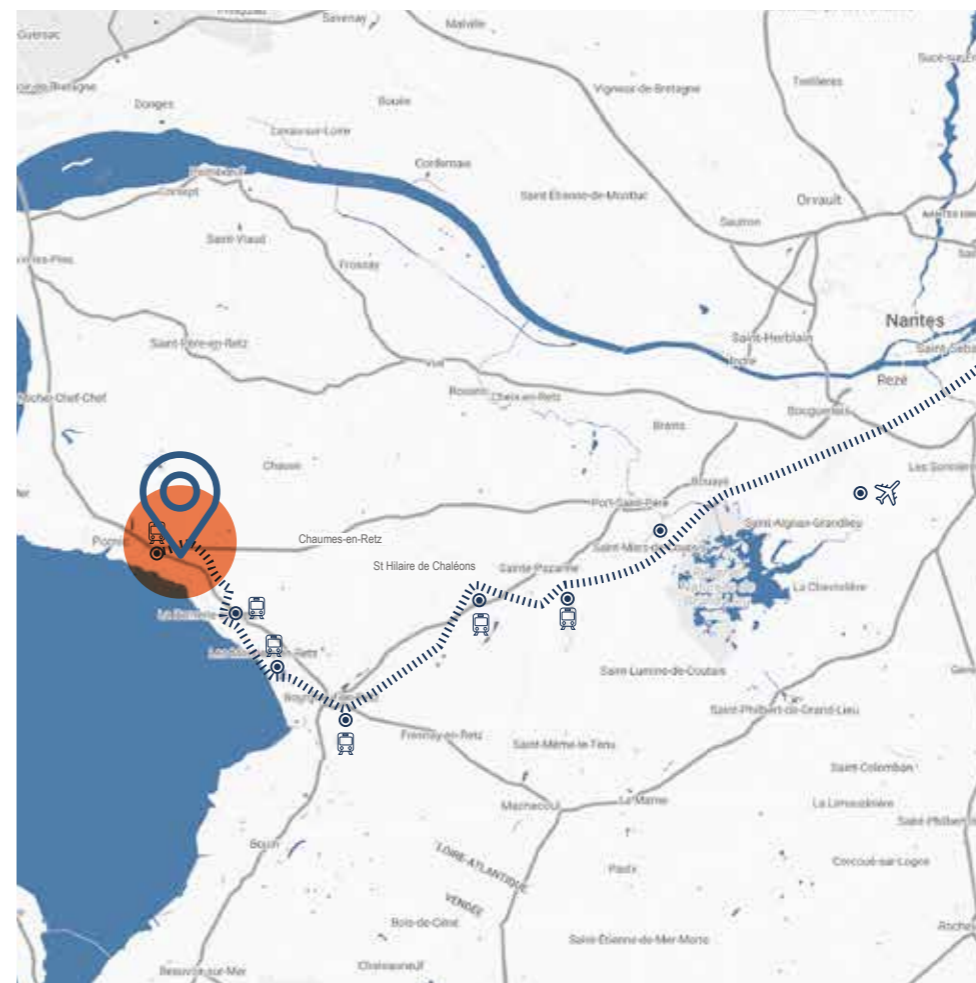 Savenay
Malville
Donges
Bouée
Vigneux-de-Bretagne
Treillières
Lavau-sur-Loire
Cordemais
Paimboeuf
Corsept
Saint-Étienne-de-Montluc
Orvault
Sautron
Saint-Viaud
Frossay
Nantes
Saint-Herblain
Indre
Saint-Père-en-Retz
Vue
Rezé
Rouans
Cheix-en-Retz
Bouguenais
Brains
Chauvé
Les Sorinières
Bouaye
Port-Saint-Père
Saint-Aignan-Grandlieu
Pornic
Chaumes-en-Retz
St Hilaire de Chaléons
Sainte-Pazanne
La Chevrolière
Saint-Lumine-de-Coutais
Saint-Philbert-de-Grand-Lieu
Fresnay-en-Retz
Saint-Même-le-Tenu
Saint-Colomban
Machecoul
La Marne
La Limouzinière
Bouin
LOIRE-ATLANTIQUE
VENDÉE
Paulx
Corcoué-sur-Logne
Bois-de-Céné
Saint-Étienne-de-Mer-Morte
Châteauneuf
Beauvoir-sur-Mer